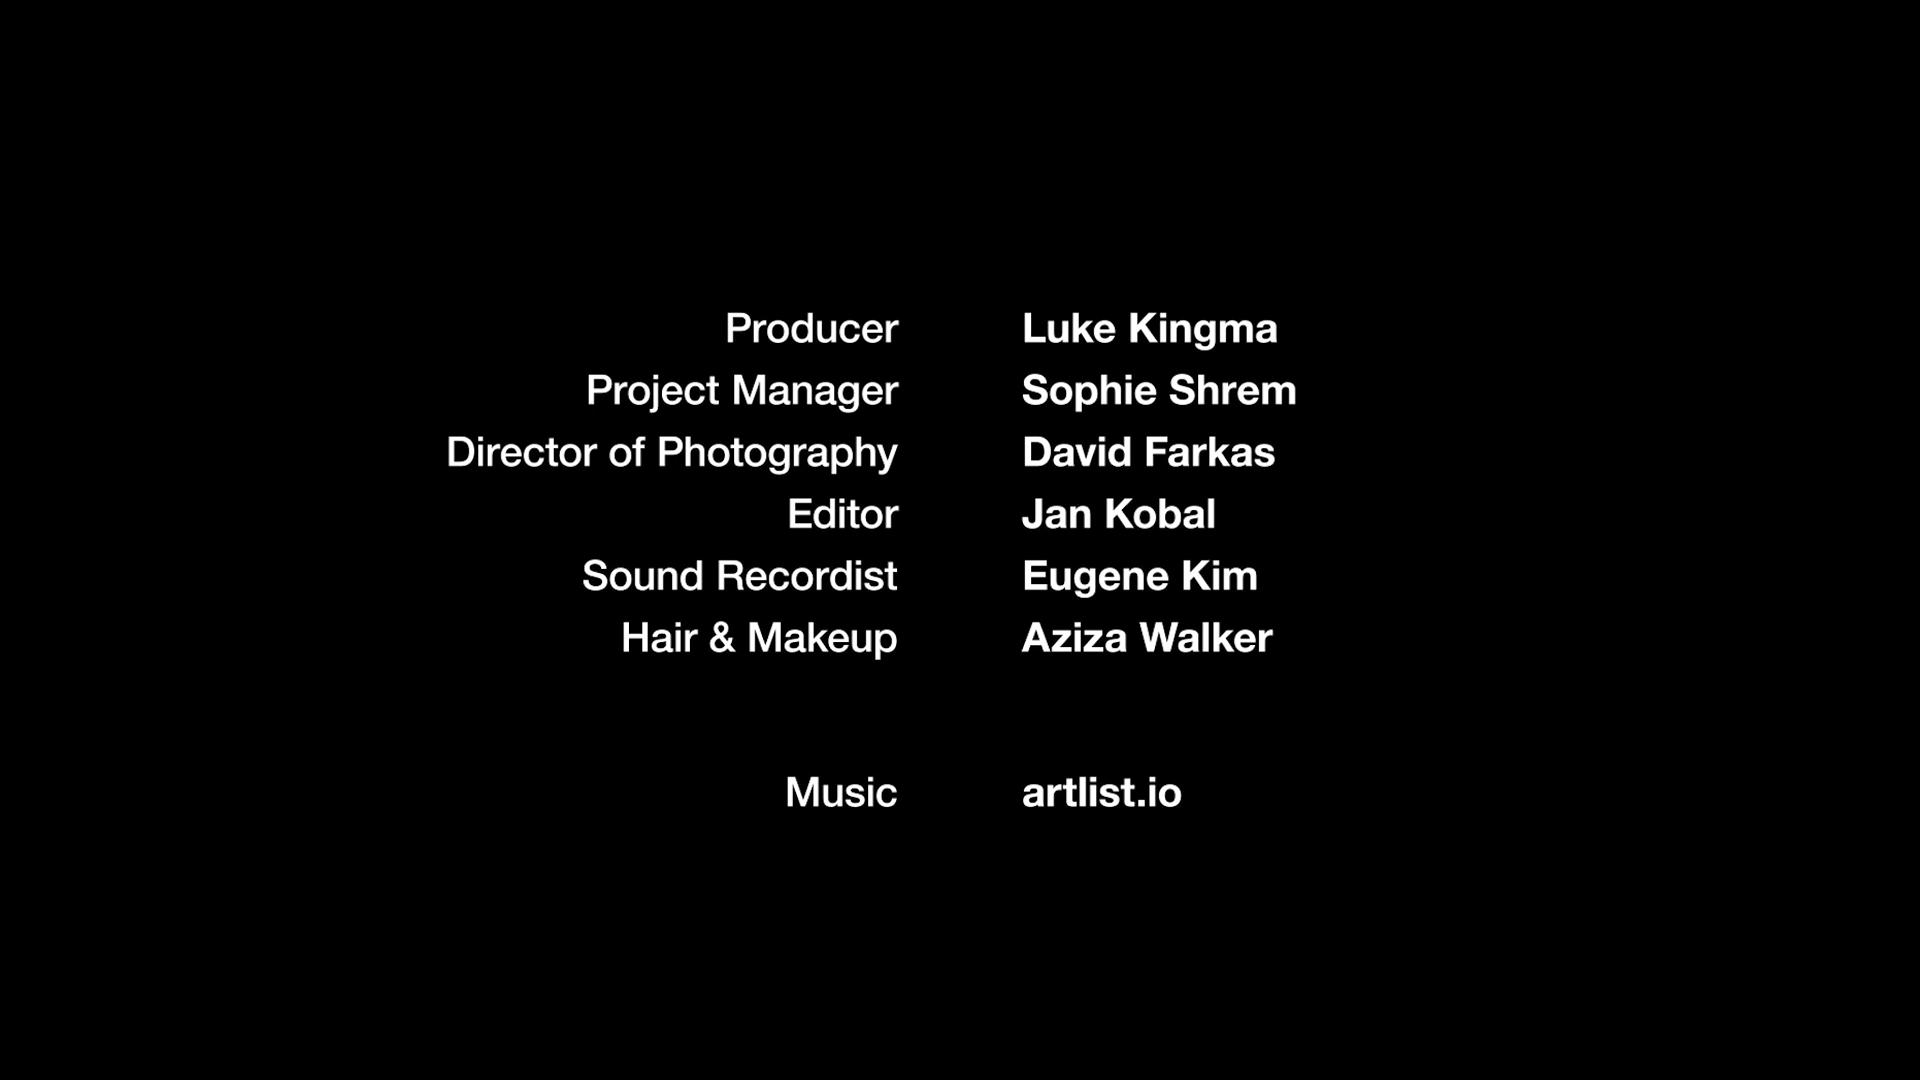 Producer Luke Kingma
Project Manager Sophie Shrem
Director of Photography David Farkas
Editor Jan Kobal
Sound Recordist Eugene Kim
Hair & Makeup Aziza Walker
Music artlist.io